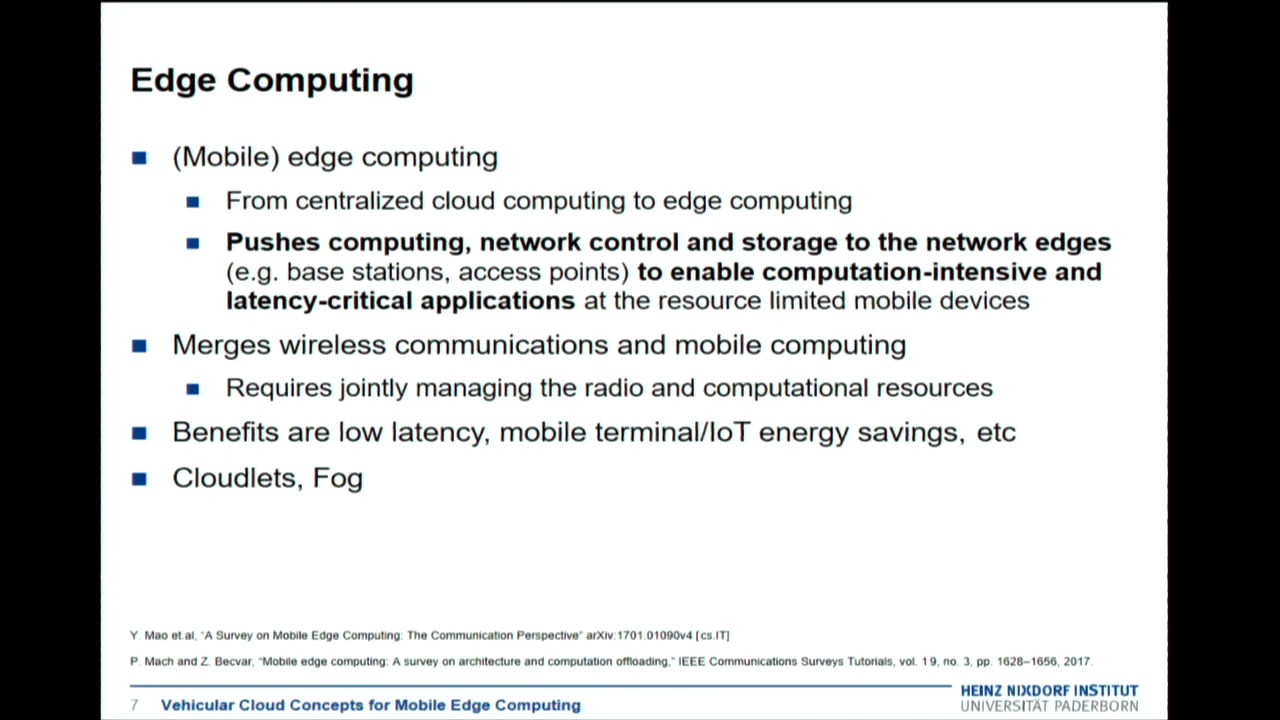 Edge Computing
(Mobile) edge computing
From centralized cloud computing to edge computing
Pushes computing, network control and storage to the network edges
(e.g. base stations, access points) to enable computation-intensive and
latency-critical applications at the resource limited mobile devices
Merges wireless communications and mobile computing
Requires jointly managing the radio and computational resources
Benefits are low latency, mobile terminal/IoT energy savings, etc
Cloudlets, Fog
Y. Mao et.al, "A Survey on Mobile Edge Computing: The Communication Perspective" arXiv:1701.01090v4 [cs.IT]
P. Mach and Z. Becvar, "Mobile edge computing: A survey on architecture and computation offloading," IEEE Communications Surveys Tutorials, vol. 19, no. 3, pp. 1628–1656, 2017.
7 Vehicular Cloud Concepts for Mobile Edge Computing
HEINZ NIXDORF INSTITUT
UNIVERSITÄT PADERBORN